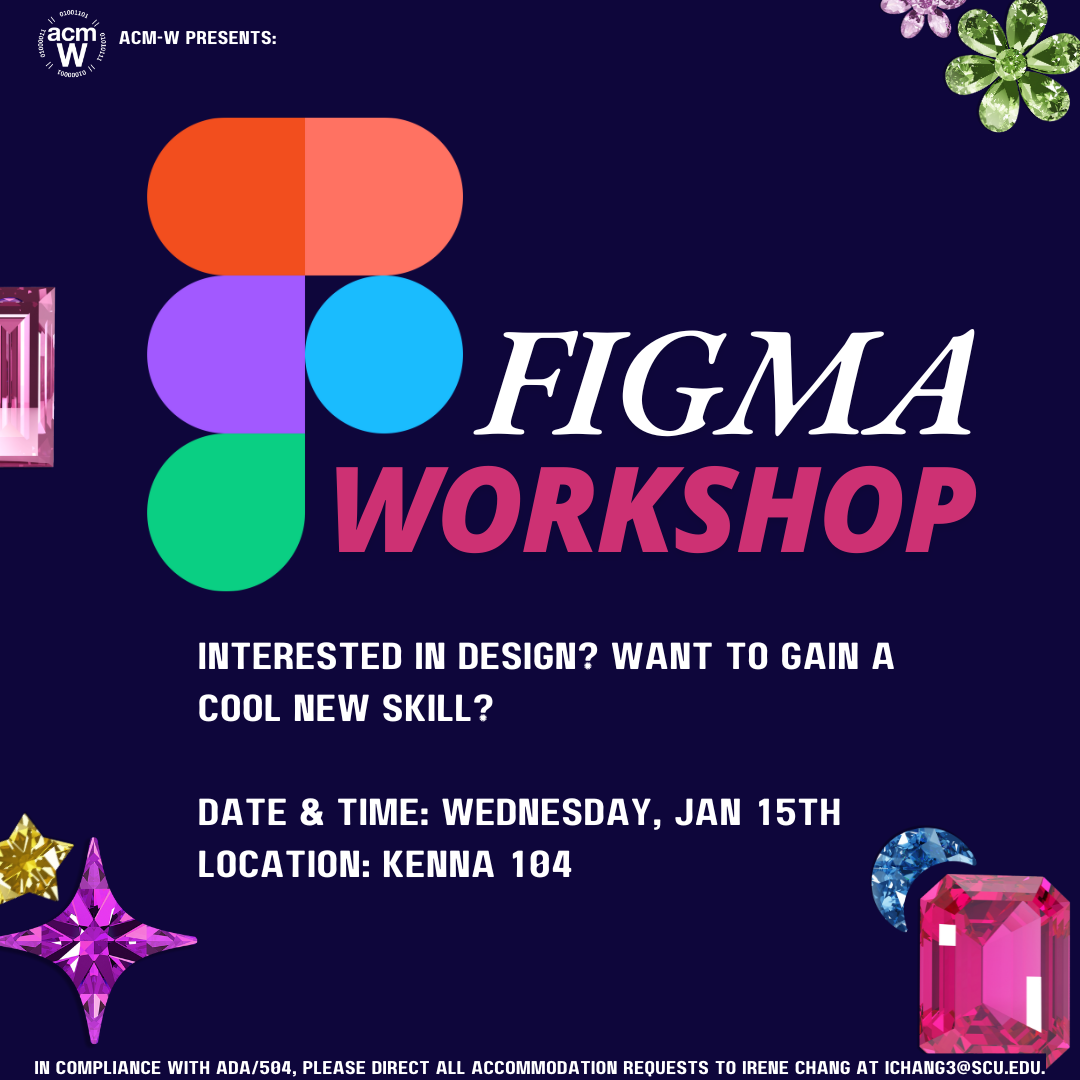 acm
W
ACM-W PRESENTS:
FIGMA
WORKSHOP
INTERESTED IN DESIGN? WANT TO GAIN A
COOL NEW SKILL?
DATE & TIME: WEDNESDAY, JAN 15TH
LOCATION: KENNA 104
IN COMPLIANCE WITH ADA/504, PLEASE DIRECT ALL ACCOMMODATION REQUESTS TO IRENE CHANG AT ICHANG3@SCU.EDU.